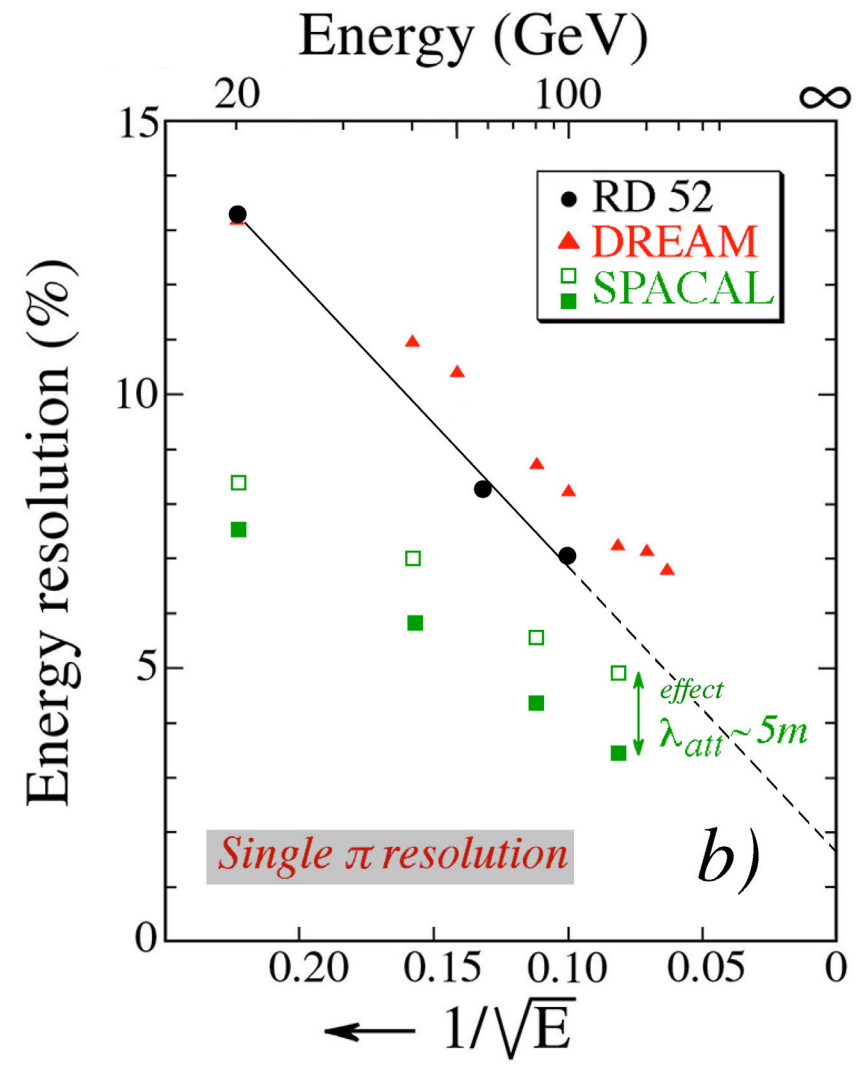 Energy (GeV)
20 100 ∞
15
RD 52
DREAM
SPACAL
10
Energy resolution (%)
5
effect
λatt ~ 5m
Single π resolution
b)
0
0.20 0.15 0.10 0.05 0
← 1/√E